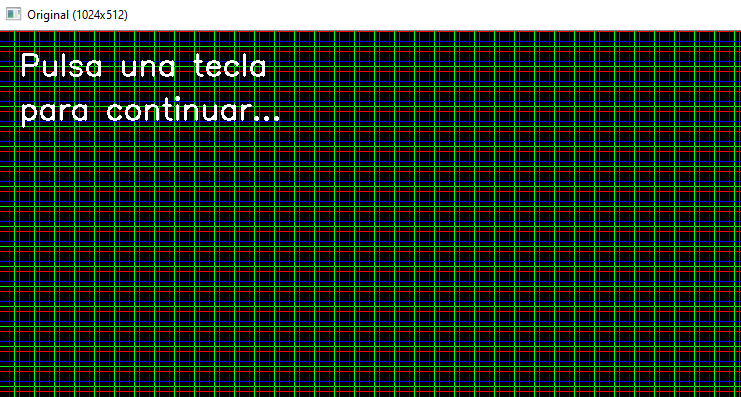 Original (1024x512)
Pulsa una tecla
para continuar...